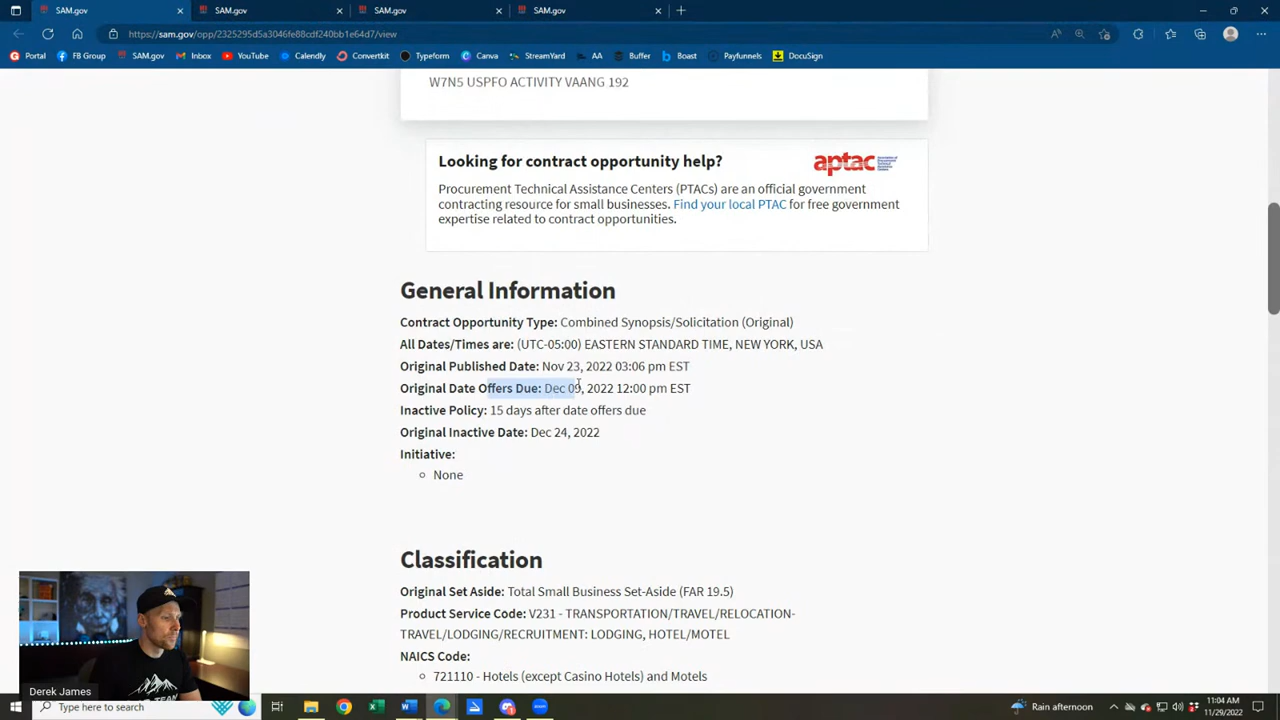 SAM.gov
SAM.gov
SAM.gov
SAM.gov
https://sam.gov/opp/2325295d5a3046fe88cdf240bb1e64d7/view
Portal
FB Group
SAM.gov
Inbox
YouTube
Calendly
Convertkit
Typeform
Canva
StreamYard
AA
Buffer
Boast
Payfunnels
DocuSign
W7N5 USPFO ACTIVITY VAANG 192
Looking for contract opportunity help?
aptac
Procurement Technical Assistance Centers (PTACs) are an official government
contracting resource for small businesses. Find your local PTAC for free government
expertise related to contract opportunities.
General Information
Contract Opportunity Type: Combined Synopsis/Solicitation (Original)
All Dates/Times are: (UTC-05:00) EASTERN STANDARD TIME, NEW YORK, USA
Original Published Date: Nov 23, 2022 03:06 pm EST
Original Date Offers Due: Dec 09, 2022 12:00 pm EST
Inactive Policy: 15 days after date offers due
Original Inactive Date: Dec 24, 2022
Initiative:
None
Classification
Original Set Aside: Total Small Business Set-Aside (FAR 19.5)
Product Service Code: V231 - TRANSPORTATION/TRAVEL/RELOCATION-
TRAVEL/LODGING/RECRUITMENT: LODGING, HOTEL/MOTEL
NAICS Code:
721110 - Hotels (except Casino Hotels) and Motels
Derek James
Type here to search
Rain afternoon
11:04 AM
11/29/2022